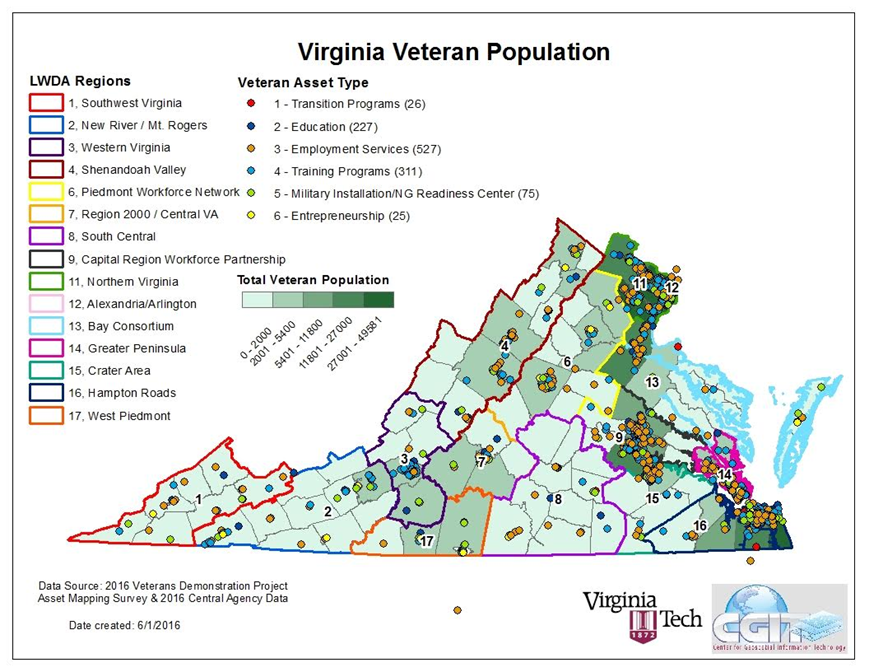 Virginia Veteran Population
LWDA Regions
1, Southwest Virginia
2, New River / Mt. Rogers
3, Western Virginia
4, Shenandoah Valley
6, Piedmont Workforce Network
7, Region 2000 / Central VA
8, South Central
9, Capital Region Workforce Partnership
11, Northern Virginia
12, Alexandria/Arlington
13, Bay Consortium
14, Greater Peninsula
15, Crater Area
16, Hampton Roads
17, West Piedmont
Veteran Asset Type
1 - Transition Programs (26)
2 - Education (227)
3 - Employment Services (527)
4 - Training Programs (311)
5 - Military Installation/NG Readiness Center (75)
6 - Entrepreneurship (25)
Total Veteran Population
0 - 2000
2001 - 5400
5401 - 11800
11801 - 27000
27001 - 49581
11
12
4
6
13
9
3
7
14
1
8
15
2
16
17
Data Source: 2016 Veterans Demonstration Project
Asset Mapping Survey & 2016 Central Agency Data
Date created: 6/1/2016
Virginia
Tech
1872
CGIT
Center for Geospatial Information Technology